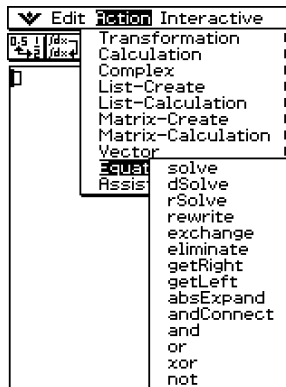 Edit Action Interactive
Transformation
Calculation
Complex
List-Create
List-Calculation
Matrix-Create
Matrix-Calculation
Vector
Equat
Assis
solve
dSolve
rSolve
rewrite
exchange
eliminate
getRight
getLeft
absExpand
andConnect
and
or
xor
not